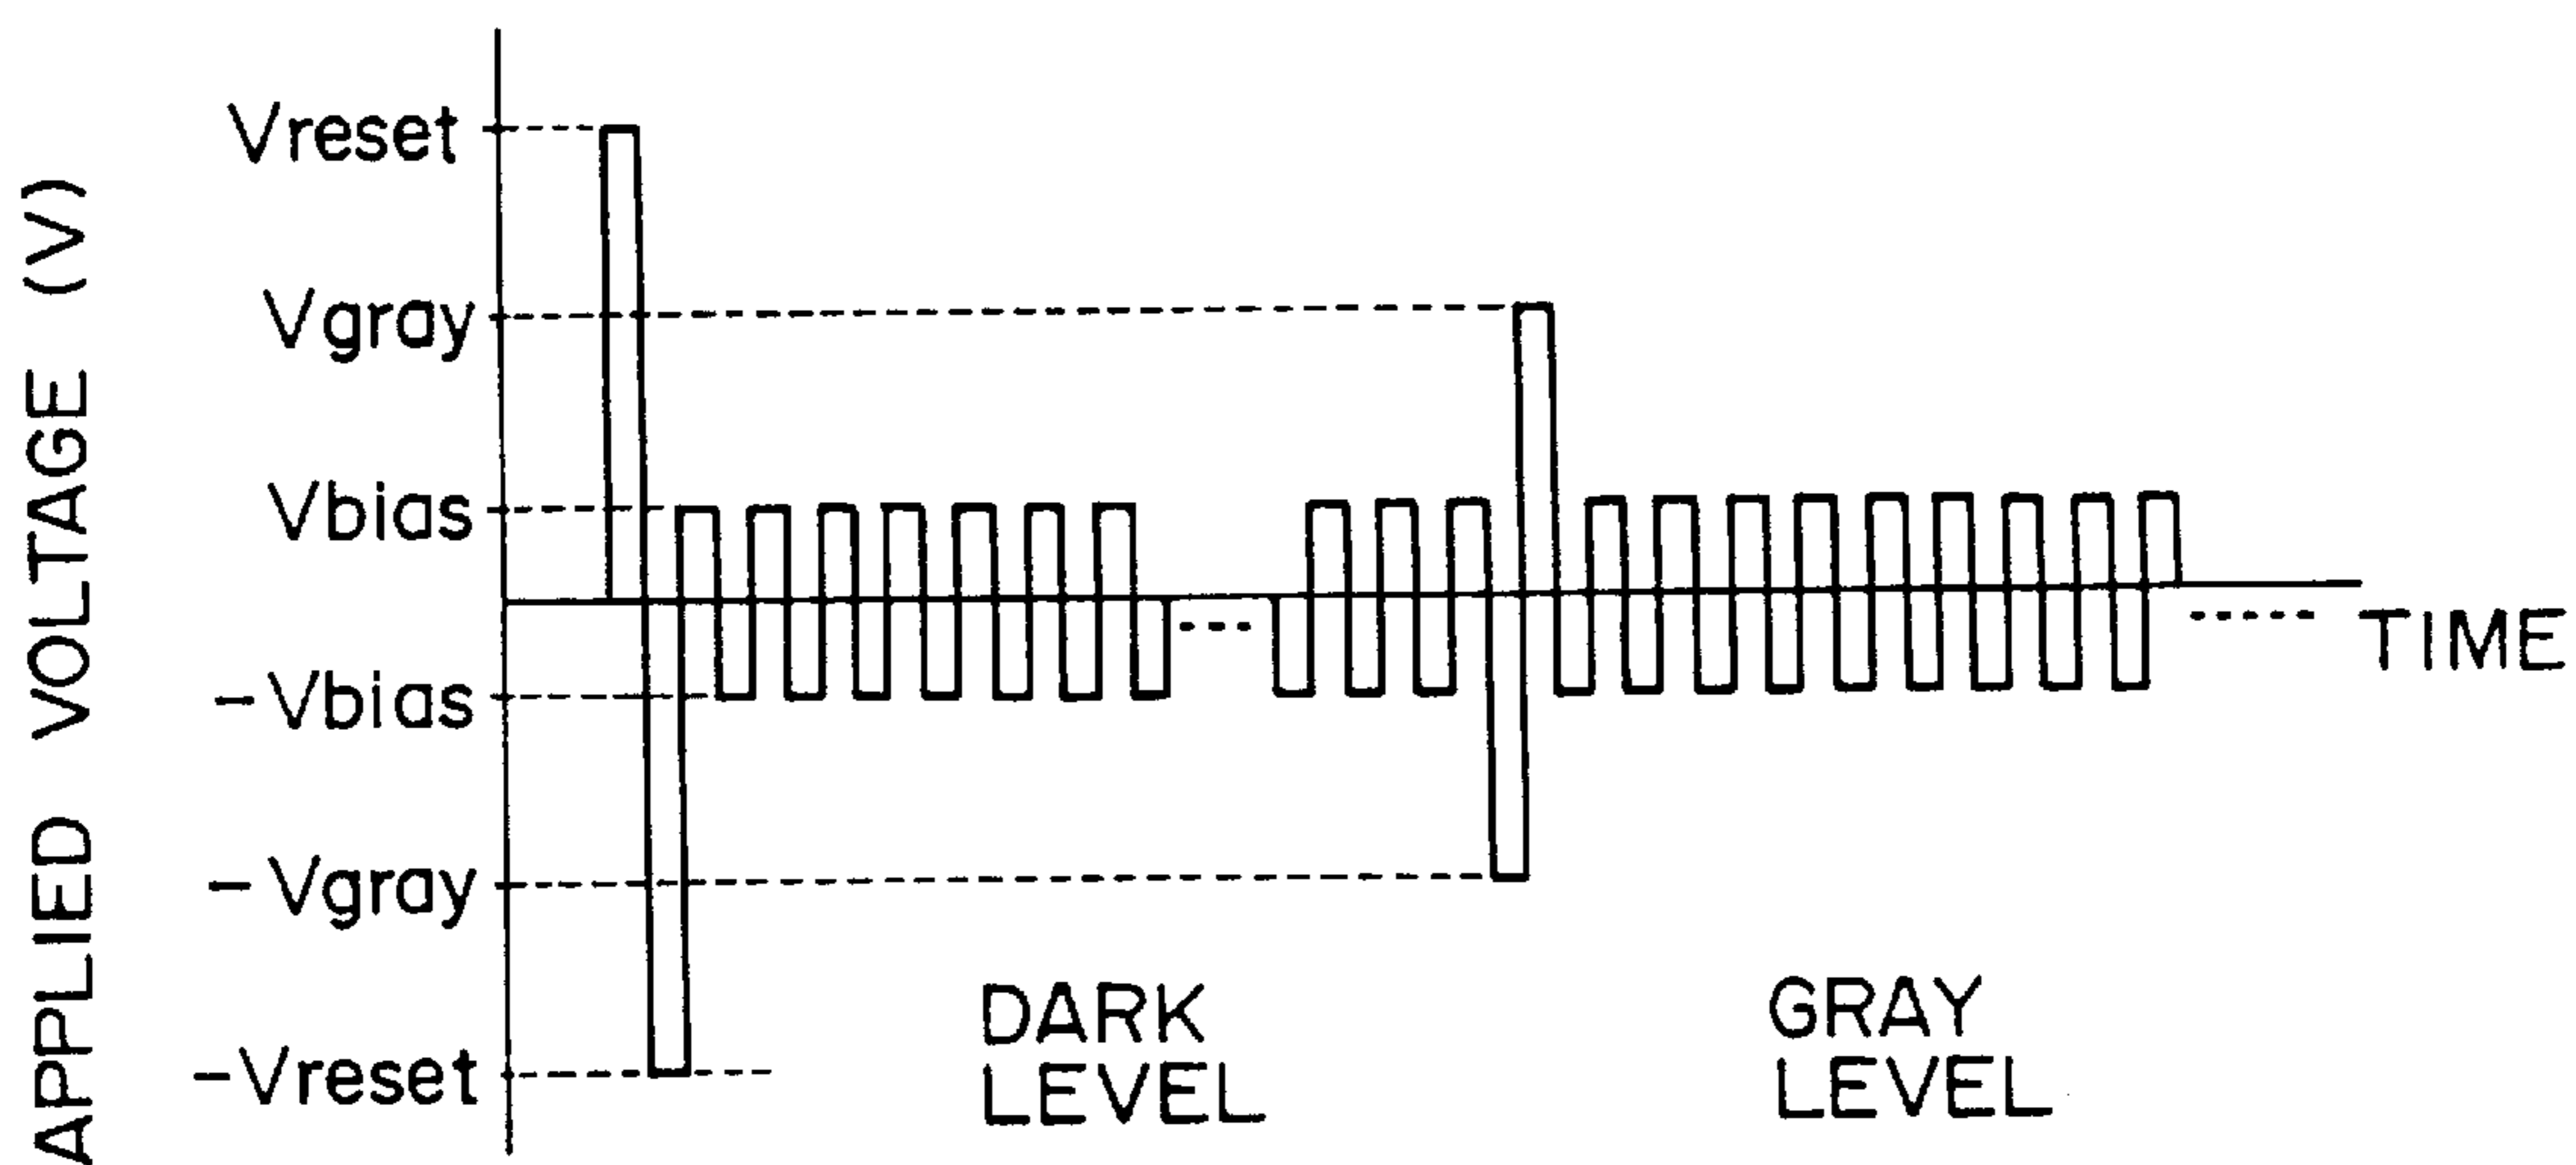 APPLIED VOLTAGE (V)
Vreset
Vgray
Vbias
-Vbias
-Vgray
-Vreset
TIME
DARK
LEVEL
GRAY
LEVEL